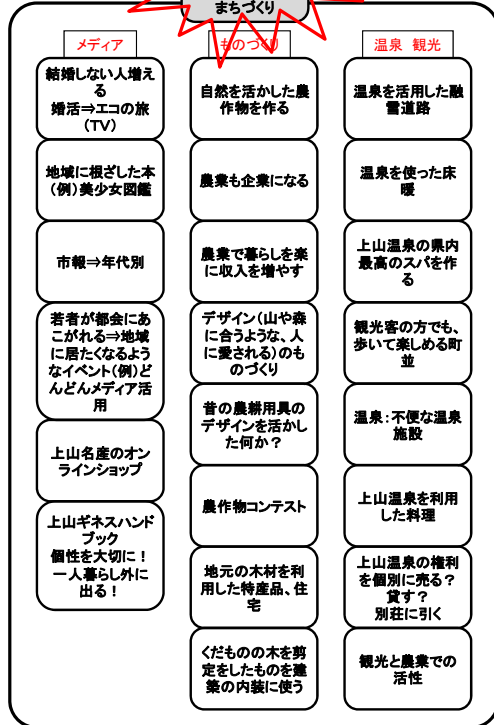 まちづくり
メディア
結婚しない人増え
る
婚活⇒エコの旅
(TV)
地域に根ざした本
(例)美少女図鑑
市報⇒年代別
若者が都会にあ
こがれる⇒地域
に居たくなるよう
なイベント(例)ど
んどんメディア活
用
上山名産のオン
ラインショップ
上山ギネスハンド
ブック
個性を大切に！
一人暮らし外に
出る！
ものづくり
自然を活かした農
作物を作る
農業も企業になる
農業で暮らしを楽
に収入を増やす
デザイン(山や森
に合うような、人
に愛される)のも
のづくり
昔の農耕用具の
デザインを活かし
た何か？
農作物コンテスト
地元の木材を利
用した特産品、住
宅
くだものの木を剪
定をしたものを建
築の内装に使う
温泉 観光
温泉を活用した融
雪道路
温泉を使った床
暖
上山温泉の県内
最高のスパを作
る
観光客の方でも、
歩いて楽しめる町
並
温泉：不便な温泉
施設
上山温泉を利用
した料理
上山温泉の権利
を個別に売る？
貸す？
別荘に引く
観光と農業での
活性